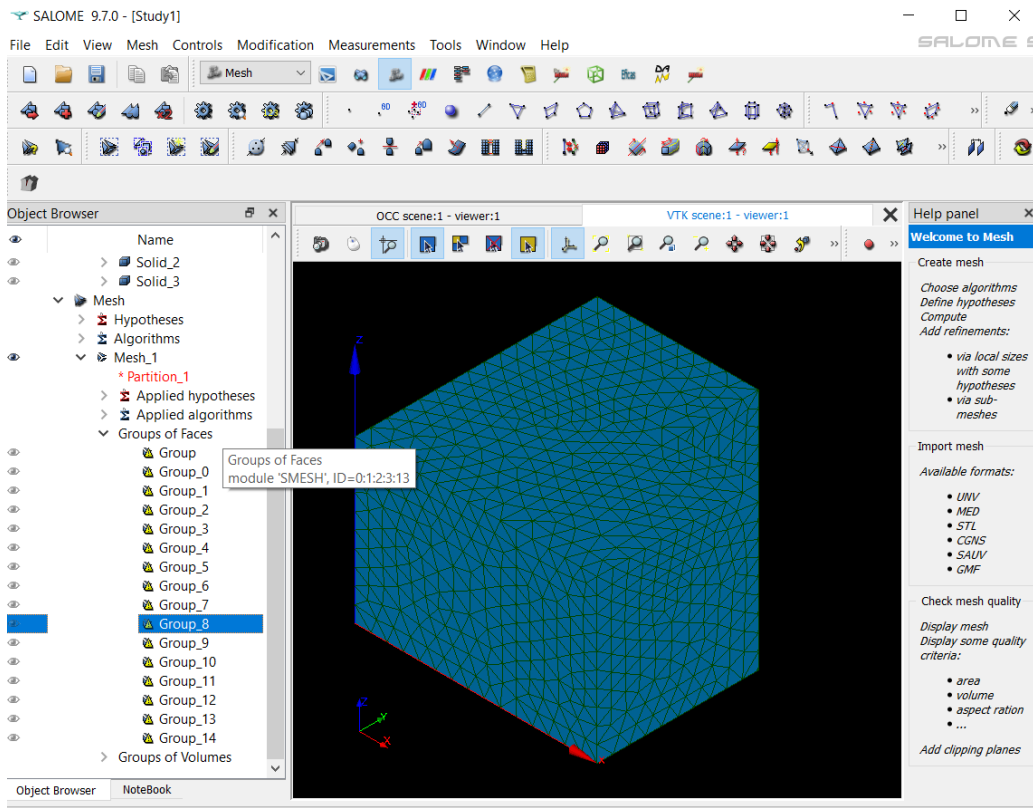 SALOME 9.7.0 - [Study1]
File Edit View Mesh Controls Modification Measurements Tools Window Help
SALOME
Mesh
Object Browser
OCC scene:1 - viewer:1
VTK scene:1 - viewer:1
Help panel
Name
Solid_2
Solid_3
Mesh
Hypotheses
Algorithms
Mesh_1
* Partition_1
Applied hypotheses
Applied algorithms
Groups of Faces
Group
Group_0
Group_1
Group_2
Group_3
Group_4
Group_5
Group_6
Group_7
Group_8
Group_9
Group_10
Group_11
Group_12
Group_13
Group_14
Groups of Volumes
Groups of Faces
module 'SMESH', ID=0:1:2:3:13
Z
Z
Y
X
Welcome to Mesh
Create mesh
Choose algorithms
Define hypotheses
Compute
Add refinements:
• via local sizes
with some
hypotheses
• via sub-
meshes
Import mesh
Available formats:
• UNV
• MED
• STL
• CGNS
• SAUV
• GMF
Check mesh quality
Display mesh
Display some quality
criteria:
• area
• volume
• aspect ration
• ...
Add clipping planes
Object Browser
NoteBook